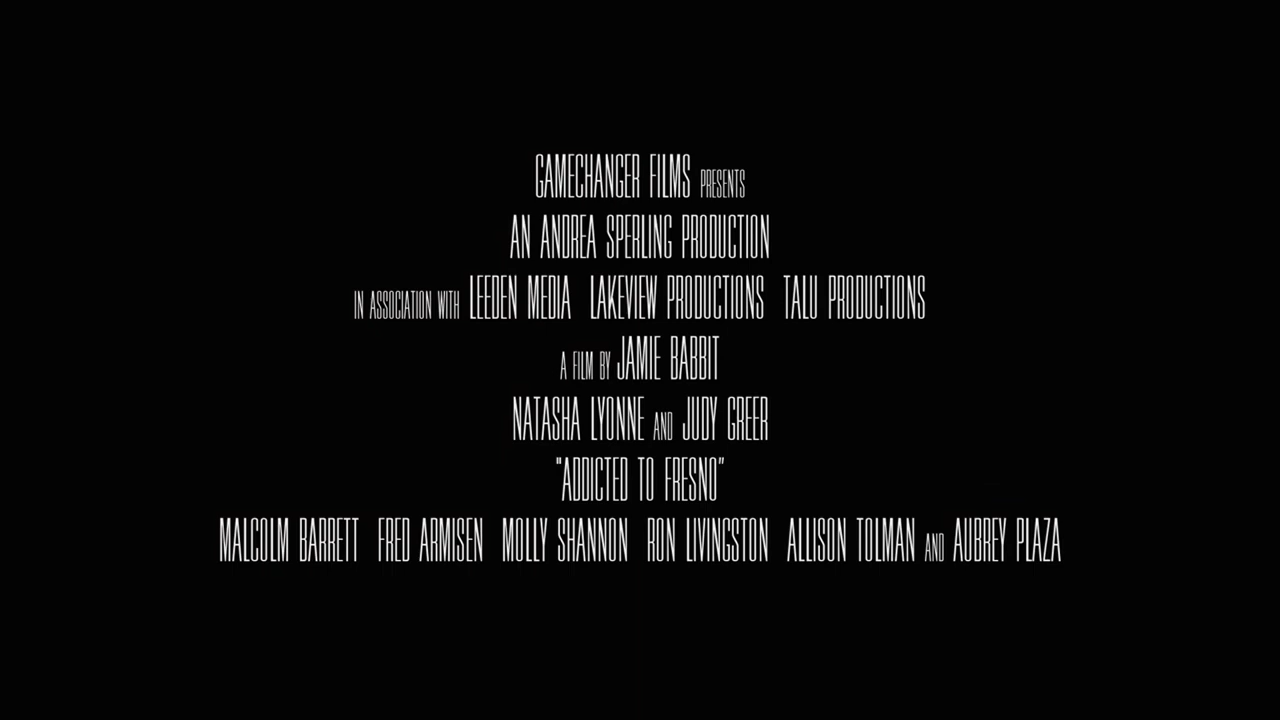 GAMECHANGER FILMS PRESENTS
AN ANDREA SPERLING PRODUCTION
IN ASSOCIATION WITH LEEDEN MEDIA LAKEVIEW PRODUCTIONS TALU PRODUCTIONS
A FILM BY JAMIE BABBIT
NATASHA LYONNE AND JUDY GREER
"ADDICTED TO FRESNO"
MALCOLM BARRETT FRED ARMISEN MOLLY SHANNON RON LIVINGSTON ALLISON TOLMAN AND AUBREY PLAZA